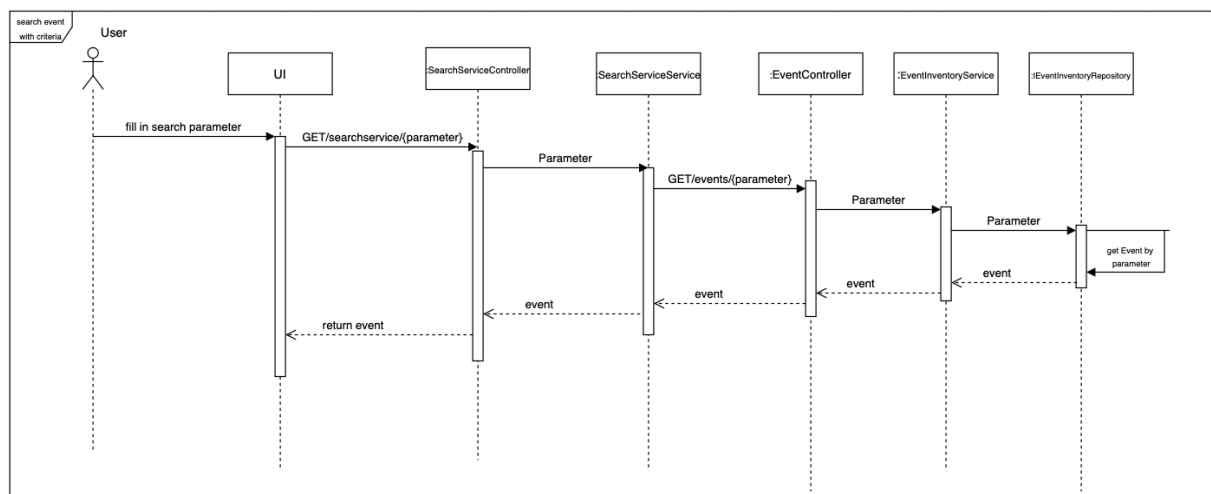 search event
with criteria
User
UI
:SearchServiceController
:SearchServiceService
:EventController
:EventInventoryService
:IEventInventoryRepository
fill in search parameter
GET/searchservice/{parameter}
Parameter
GET/events/{parameter}
Parameter
Parameter
get Event by
parameter
event
event
event
event
return event